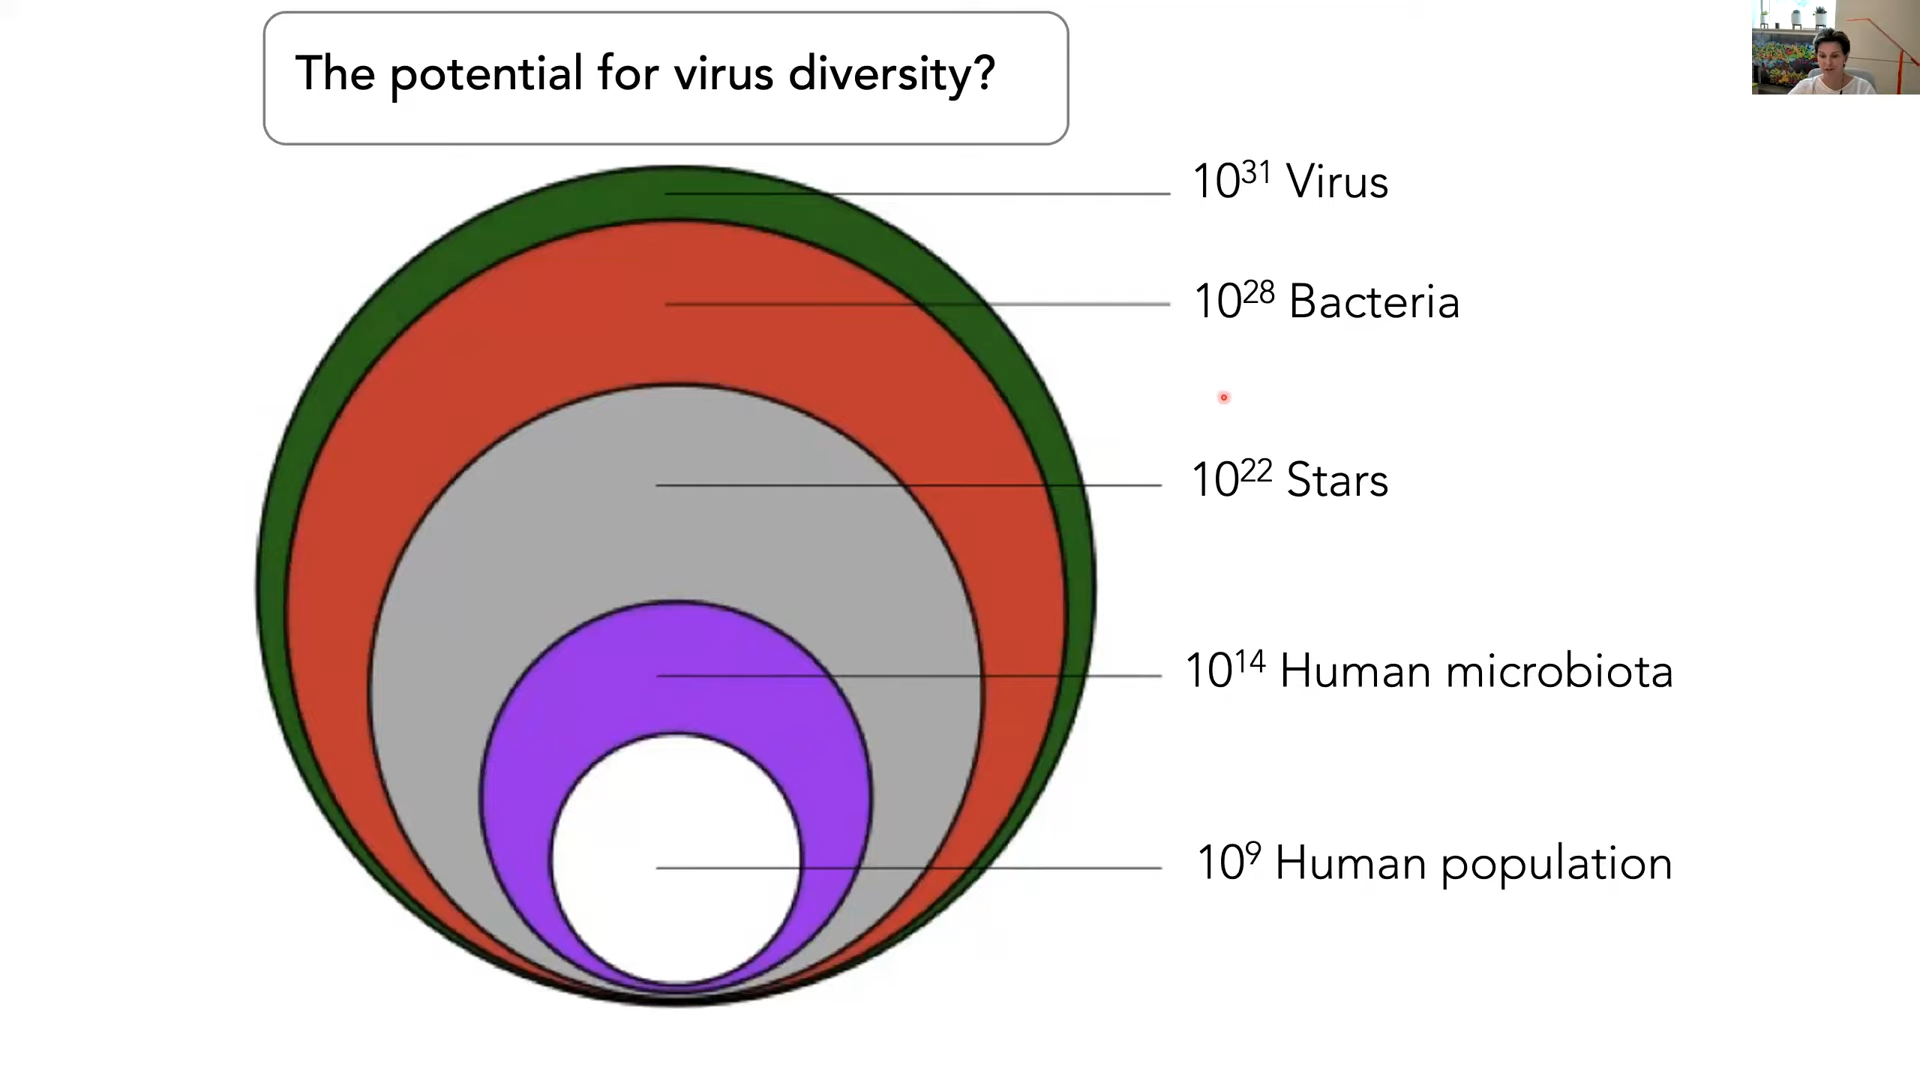 The potential for virus diversity?
10³¹ Virus
10²⁸ Bacteria
10²² Stars
10¹⁴ Human microbiota
10⁹ Human population